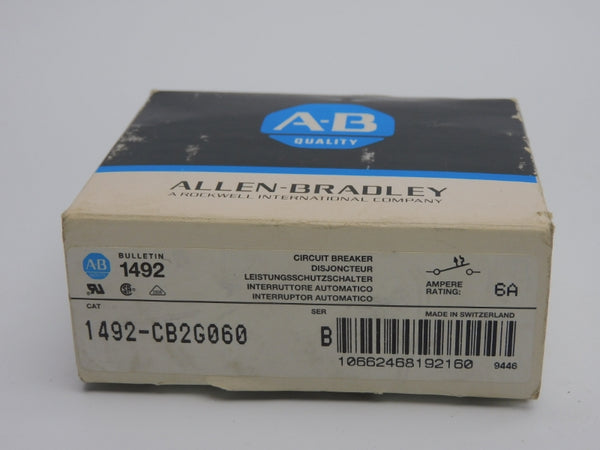 A-B
QUALITY
ALLEN-BRADLEY
A ROCKWELL INTERNATIONAL COMPANY
AB
BULLETIN
1492
CIRCUIT BREAKER
DISJONCTEUR
LEISTUNGSSCHUTZSCHALTER
INTERRUTTORE AUTOMATICO
INTERRUPTOR AUTOMATICO
AMPERE
RATING: 6A
CAT
1492-CB2G060
SER
B
MADE IN SWITZERLAND
10662468192160
9446